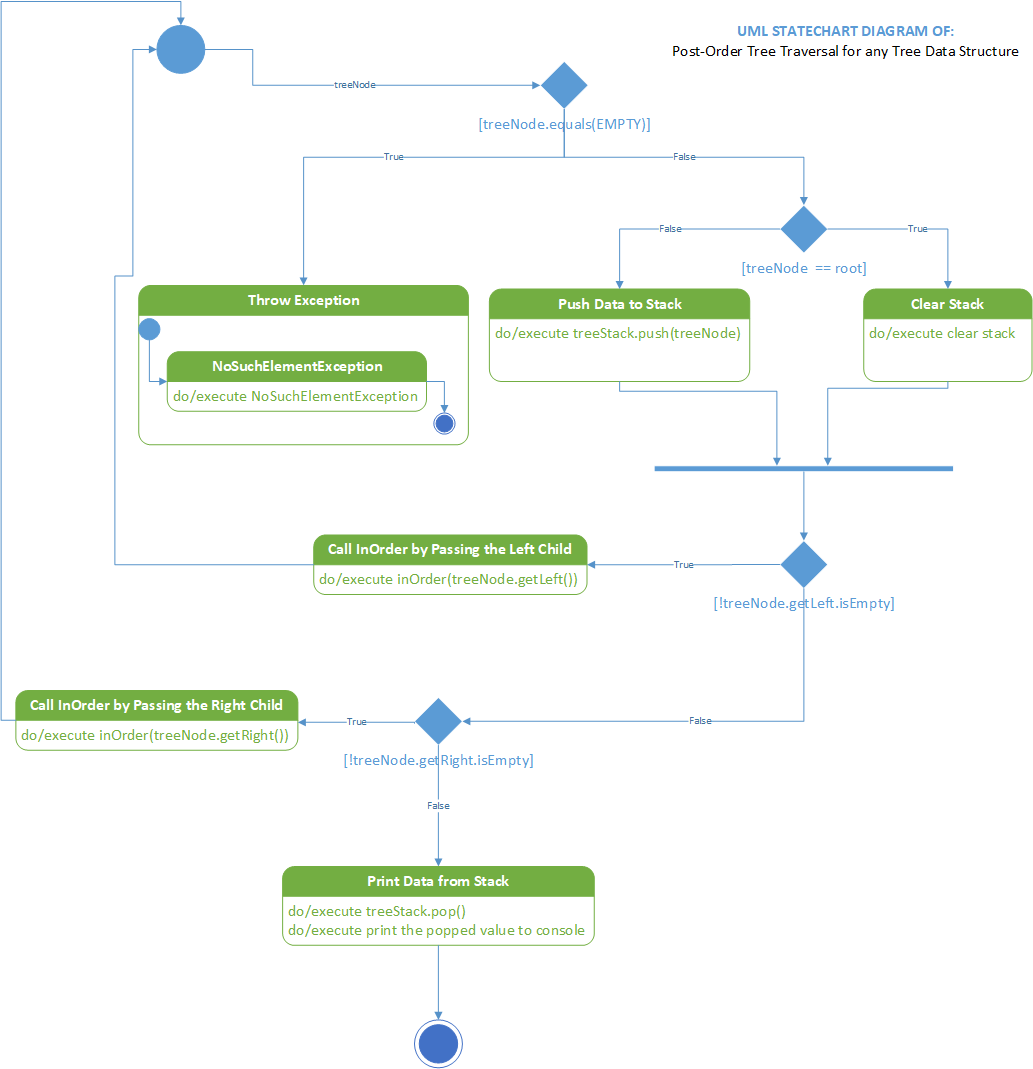 UML STATECHART DIAGRAM OF:
Post-Order Tree Traversal for any Tree Data Structure
treeNode
[treeNode.equals(EMPTY)]
True
False
False
True
[treeNode == root]
Throw Exception
NoSuchElementException
do/execute NoSuchElementException
Push Data to Stack
do/execute treeStack.push(treeNode)
Clear Stack
do/execute clear stack
Call InOrder by Passing the Left Child
do/execute inOrder(treeNode.getLeft())
True
[!treeNode.getLeft.isEmpty]
Call InOrder by Passing the Right Child
do/execute inOrder(treeNode.getRight())
True
False
[!treeNode.getRight.isEmpty]
False
Print Data from Stack
do/execute treeStack.pop()
do/execute print the popped value to console